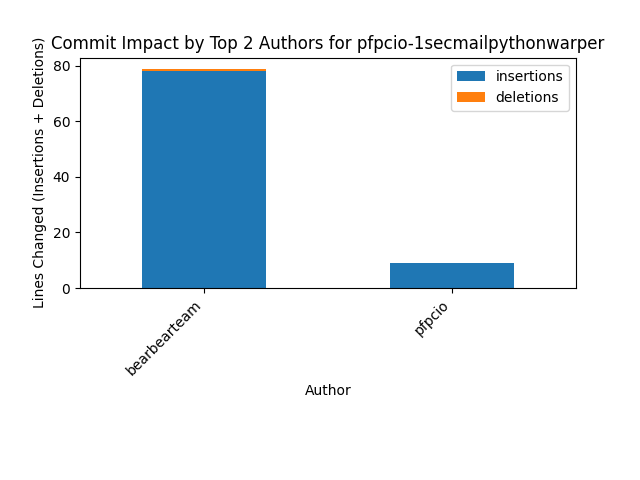 Commit Impact by Top 2 Authors for pfpcio-1secmailpythonwarper
Lines Changed (Insertions + Deletions)
80
60
40
20
0
insertions
deletions
bearbearteam
pfpcio
Author